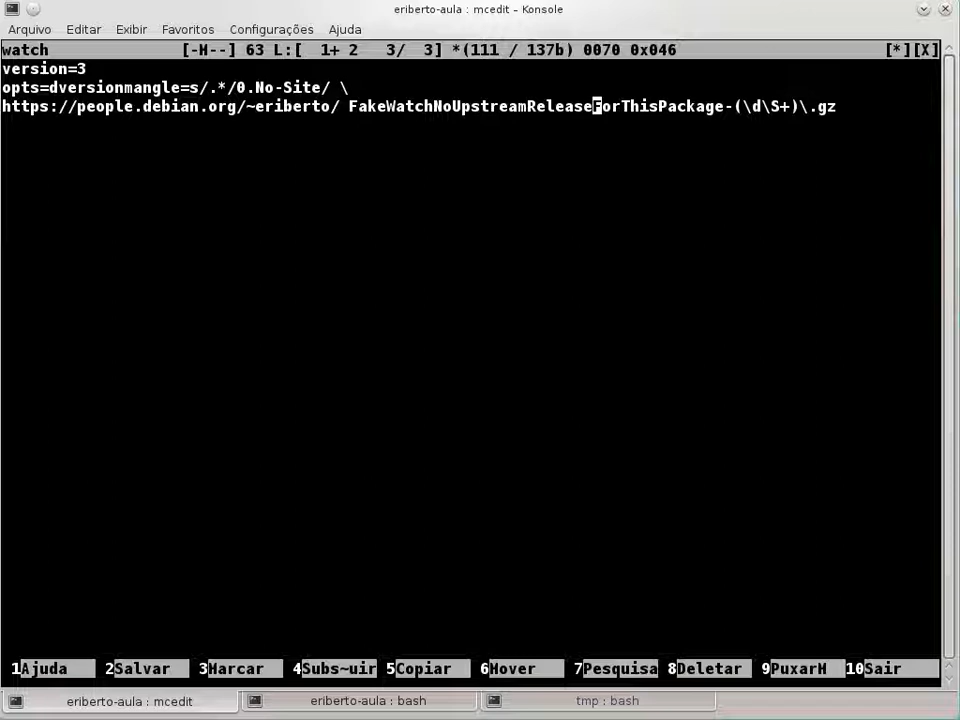 eriberto-aula : mcedit – Konsole
Arquivo Editar Exibir Favoritos Configurações Ajuda
watch [-H--] 63 L:[ 1+ 2 3/ 3] *(111 / 137b) 0070 0x046 [*][X]
version=3
opts=dversionmangle=s/.*/0.No-Site/ \
https://people.debian.org/~eriberto/ FakeWatchNoUpstreamReleaseForThisPackage-(\d\S+)\.gz
1Ajuda 2Salvar 3Marcar 4Subs~uir 5Copiar 6Mover 7Pesquisa 8Deletar 9PuxarM 10Sair
eriberto-aula : mcedit eriberto-aula : bash tmp : bash